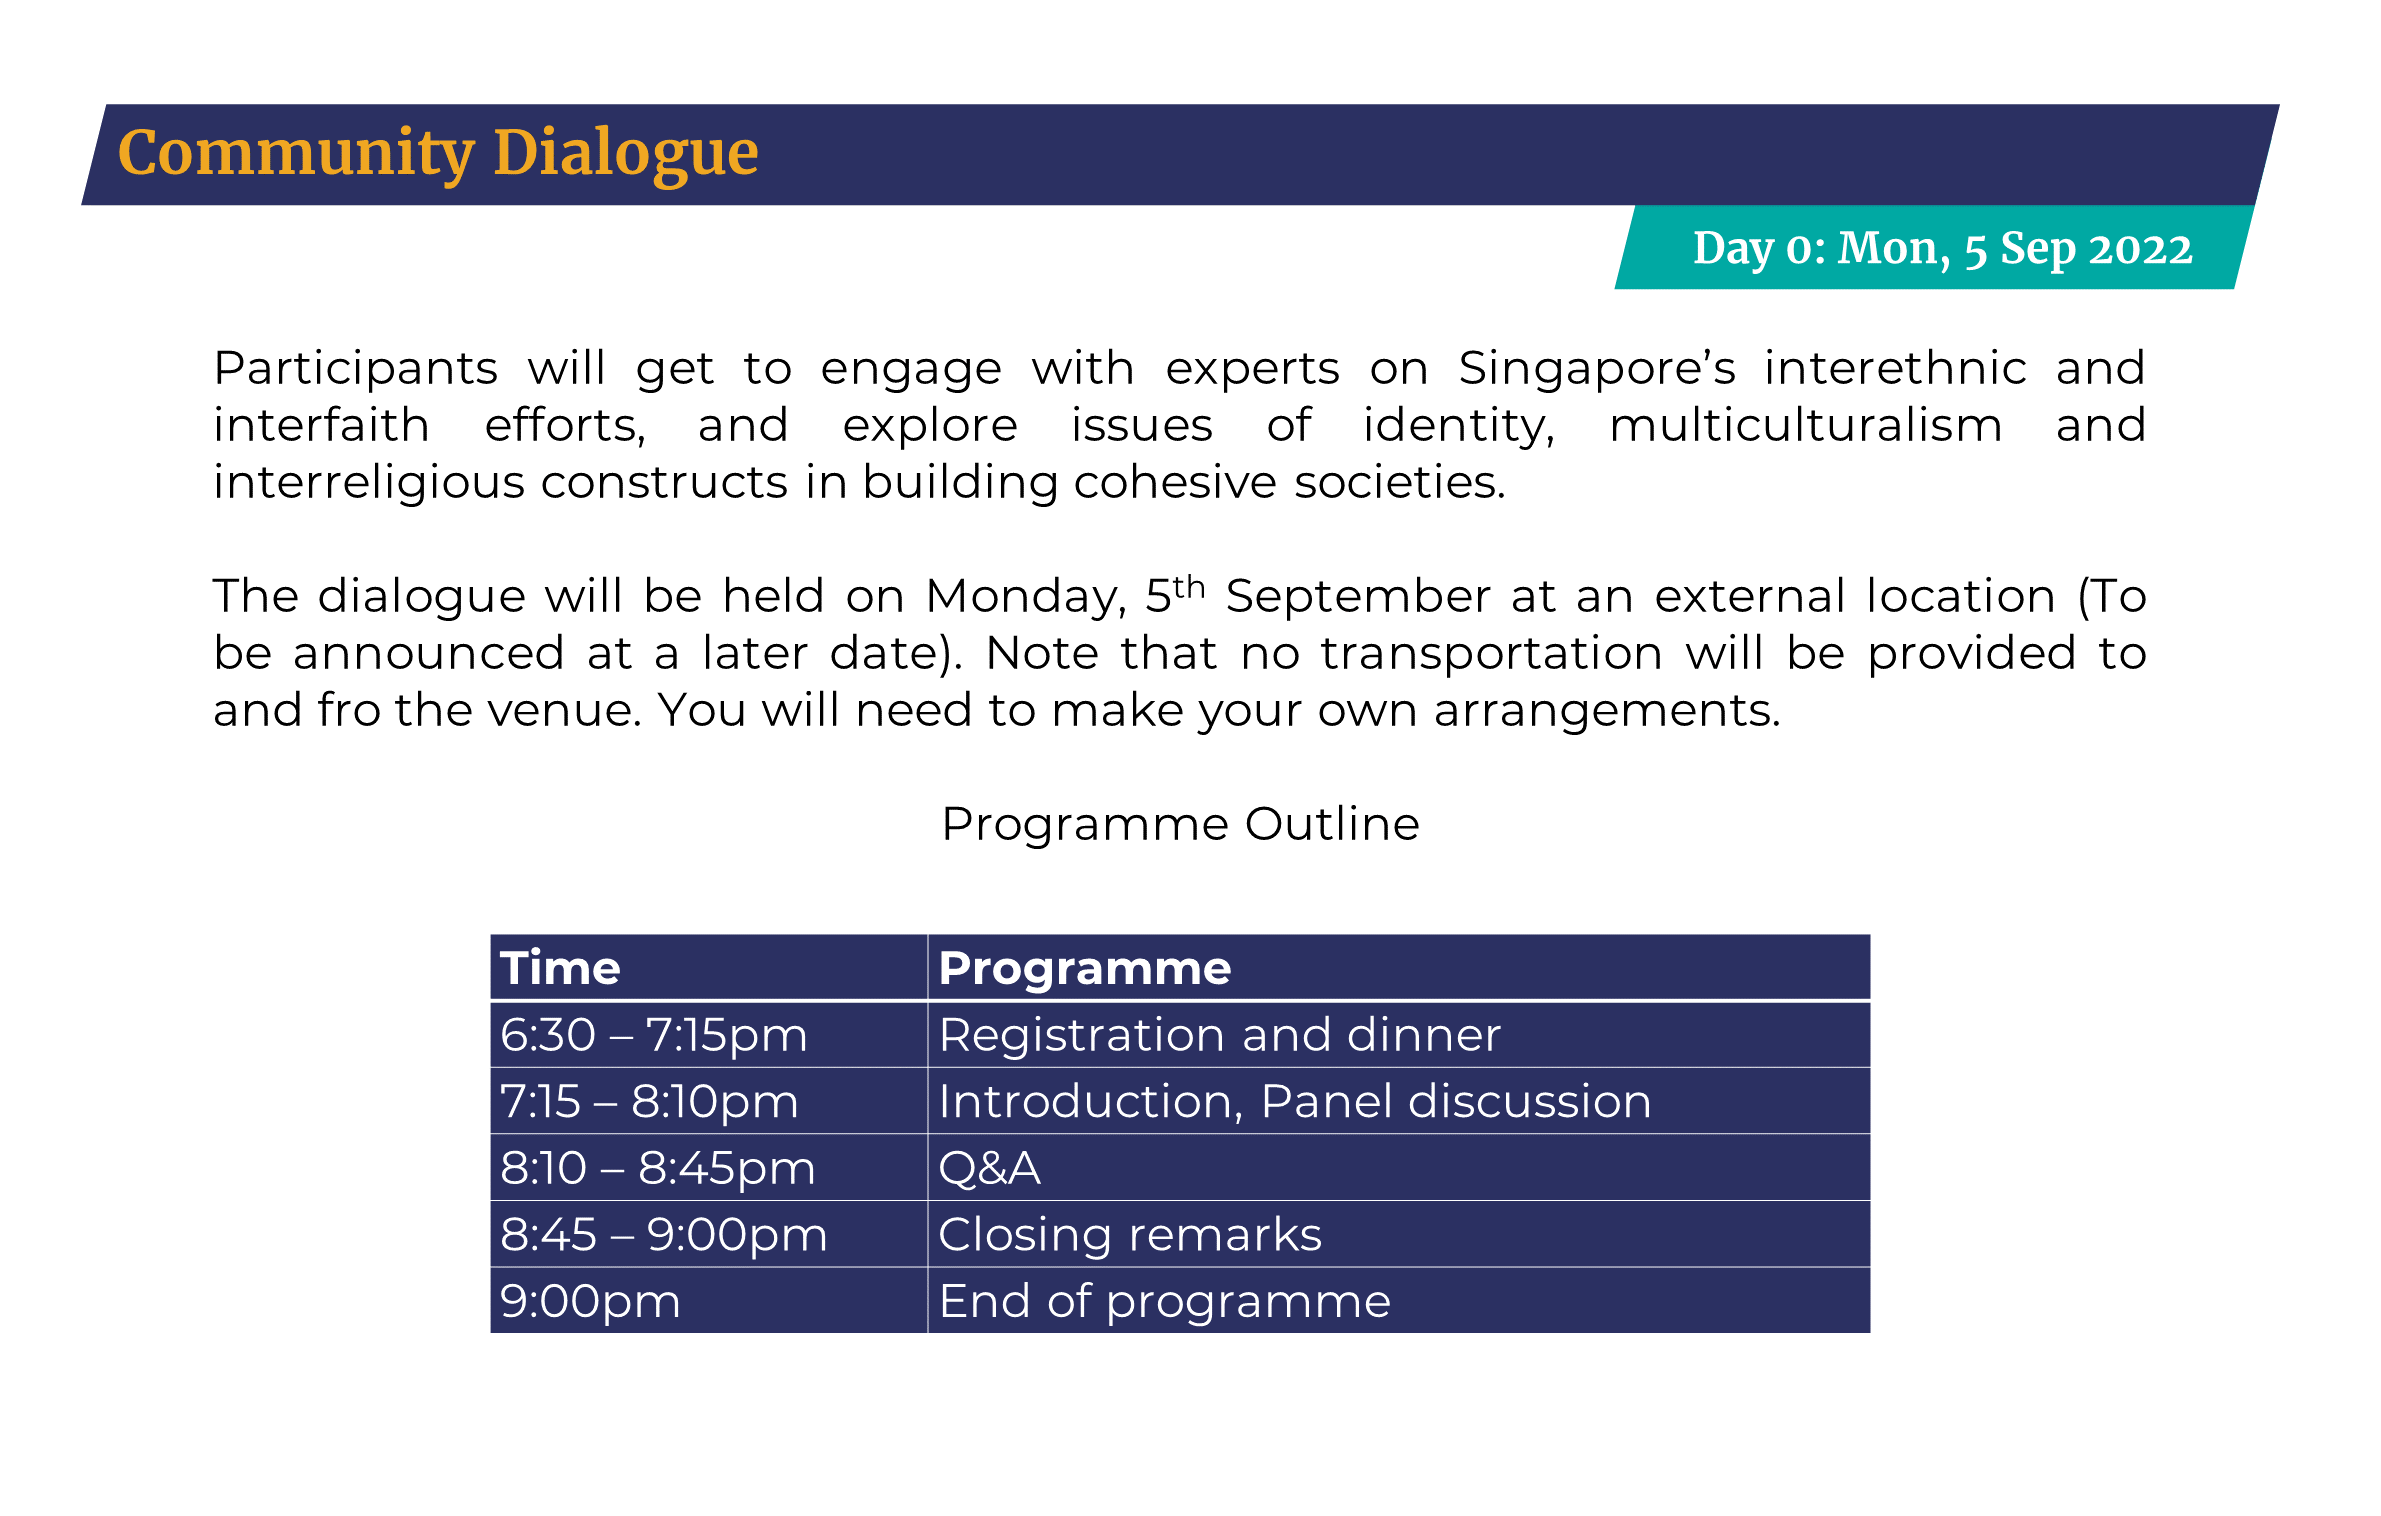 Community Dialogue
Day 0: Mon, 5 Sep 2022
Participants will get to engage with experts on Singapore’s interethnic and
interfaith efforts, and explore issues of identity, multiculturalism and
interreligious constructs in building cohesive societies.
The dialogue will be held on Monday, 5th September at an external location (To
be announced at a later date). Note that no transportation will be provided to
and fro the venue. You will need to make your own arrangements.
Programme Outline
Time Programme
6:30 – 7:15pm Registration and dinner
7:15 – 8:10pm Introduction, Panel discussion
8:10 – 8:45pm Q&A
8:45 – 9:00pm Closing remarks
9:00pm End of programme